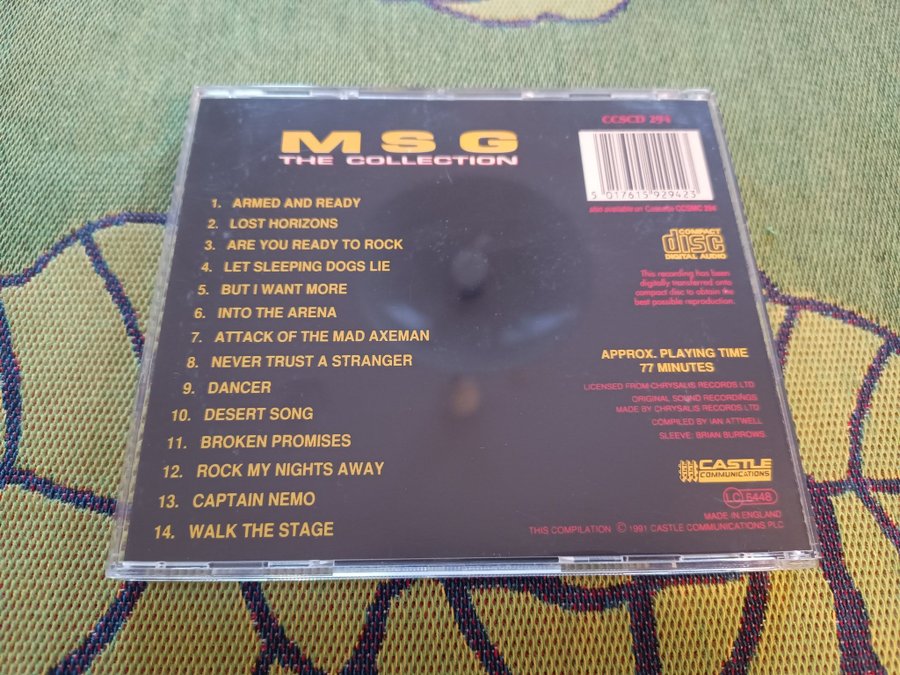 MSG
THE COLLECTION
1. ARMED AND READY
2. LOST HORIZONS
3. ARE YOU READY TO ROCK
4. LET SLEEPING DOGS LIE
5. BUT I WANT MORE
6. INTO THE ARENA
7. ATTACK OF THE MAD AXEMAN
8. NEVER TRUST A STRANGER
9. DANCER
10. DESERT SONG
11. BROKEN PROMISES
12. ROCK MY NIGHTS AWAY
13. CAPTAIN NEMO
14. WALK THE STAGE
CCSCD 294
5 017615 929423
also available on Cassette CCSMC 294
COMPACT
disc
DIGITAL AUDIO
This recording has been
digitally transferred onto
compact disc to obtain the
best possible reproduction.
APPROX. PLAYING TIME
77 MINUTES
LICENSED FROM CHRYSALIS RECORDS LTD
ORIGINAL SOUND RECORDINGS
MADE BY CHRYSALIS RECORDS LTD
COMPILED BY IAN ATTWELL
SLEEVE: BRIAN BURROWS
CASTLE
COMMUNICATIONS
LC 6448
MADE IN ENGLAND
THIS COMPILATION © 1991 CASTLE COMMUNICATIONS PLC